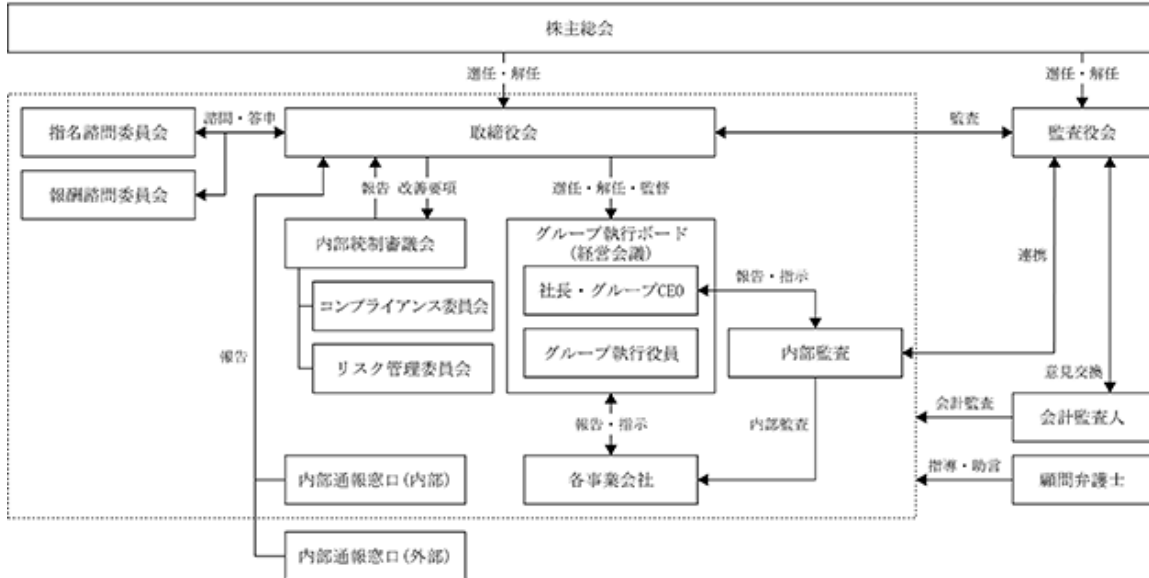 株主総会
選任・解任
選任・解任
指名諮問委員会
諮問・答申
取締役会
監査
監査役会
報酬諮問委員会
報告
改善要項
選任・解任・監督
内部統制審議会
グループ執行ボード
(経営会議)
連携
社長・グループCEO
報告・指示
コンプライアンス委員会
報告
リスク管理委員会
グループ執行役員
内部監査
意見交換
報告・指示
内部監査
会計監査
会計監査人
内部通報窓口(内部)
各事業会社
指導・助言
顧問弁護士
内部通報窓口(外部)